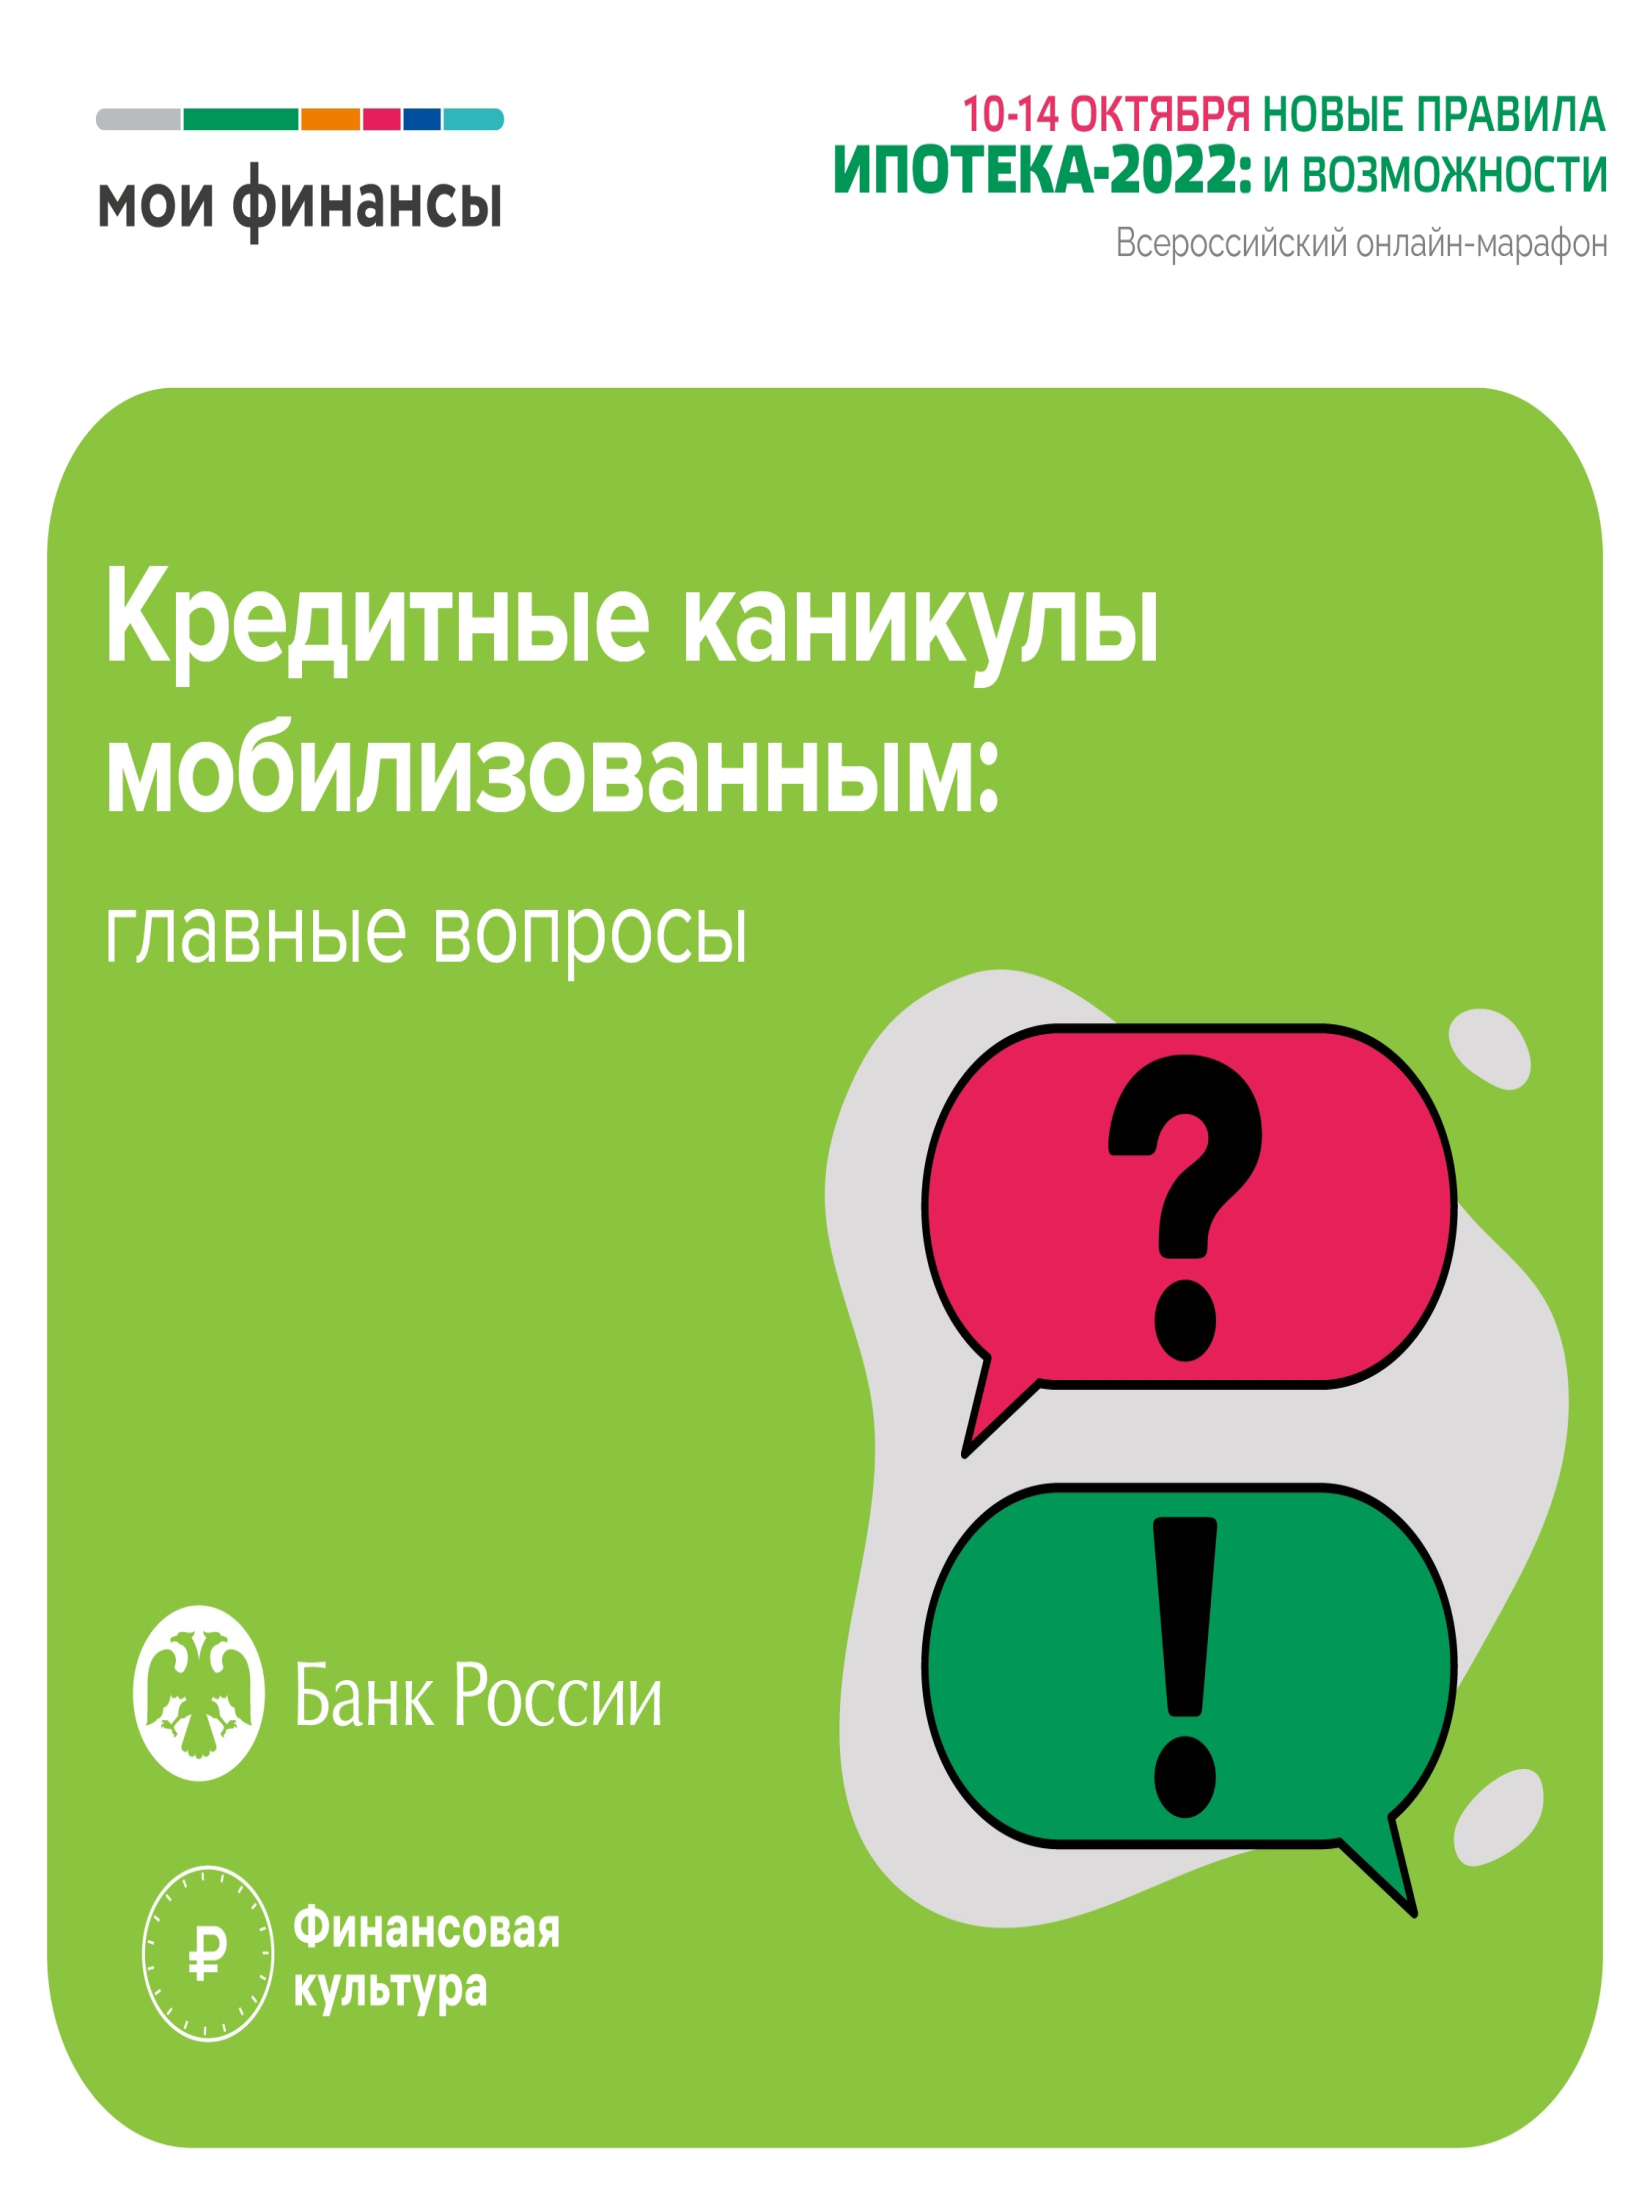 мои финансы
10-14 ОКТЯБРЯ НОВЫЕ ПРАВИЛА
ИПОТЕКА-2022: И ВОЗМОЖНОСТИ
Всероссийский онлайн-марафон
Кредитные каникулы
мобилизованным:
главные вопросы
?
!
Банк России
₽
Финансовая
культура